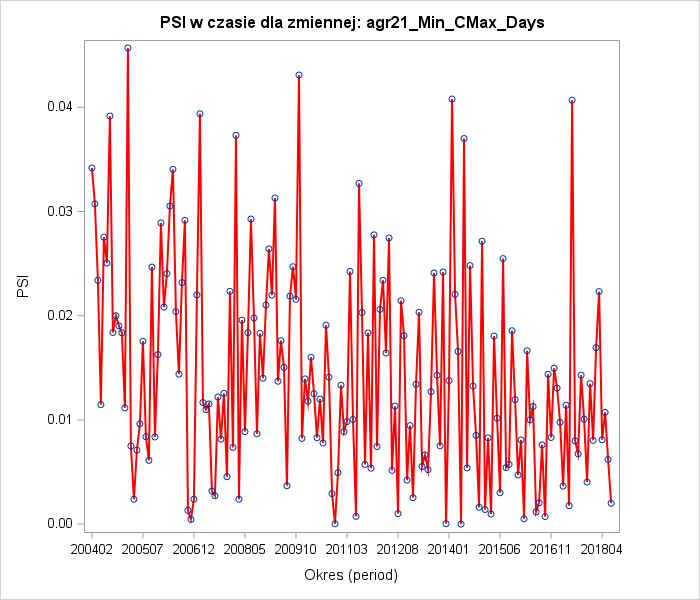 PSI w czasie dla zmiennej: agr21_Min_CMax_Days
0.04
0.03
0.02
0.01
0.00
PSI
200402 200507 200612 200805 200910 201103 201208 201401 201506 201611 201804
Okres (period)